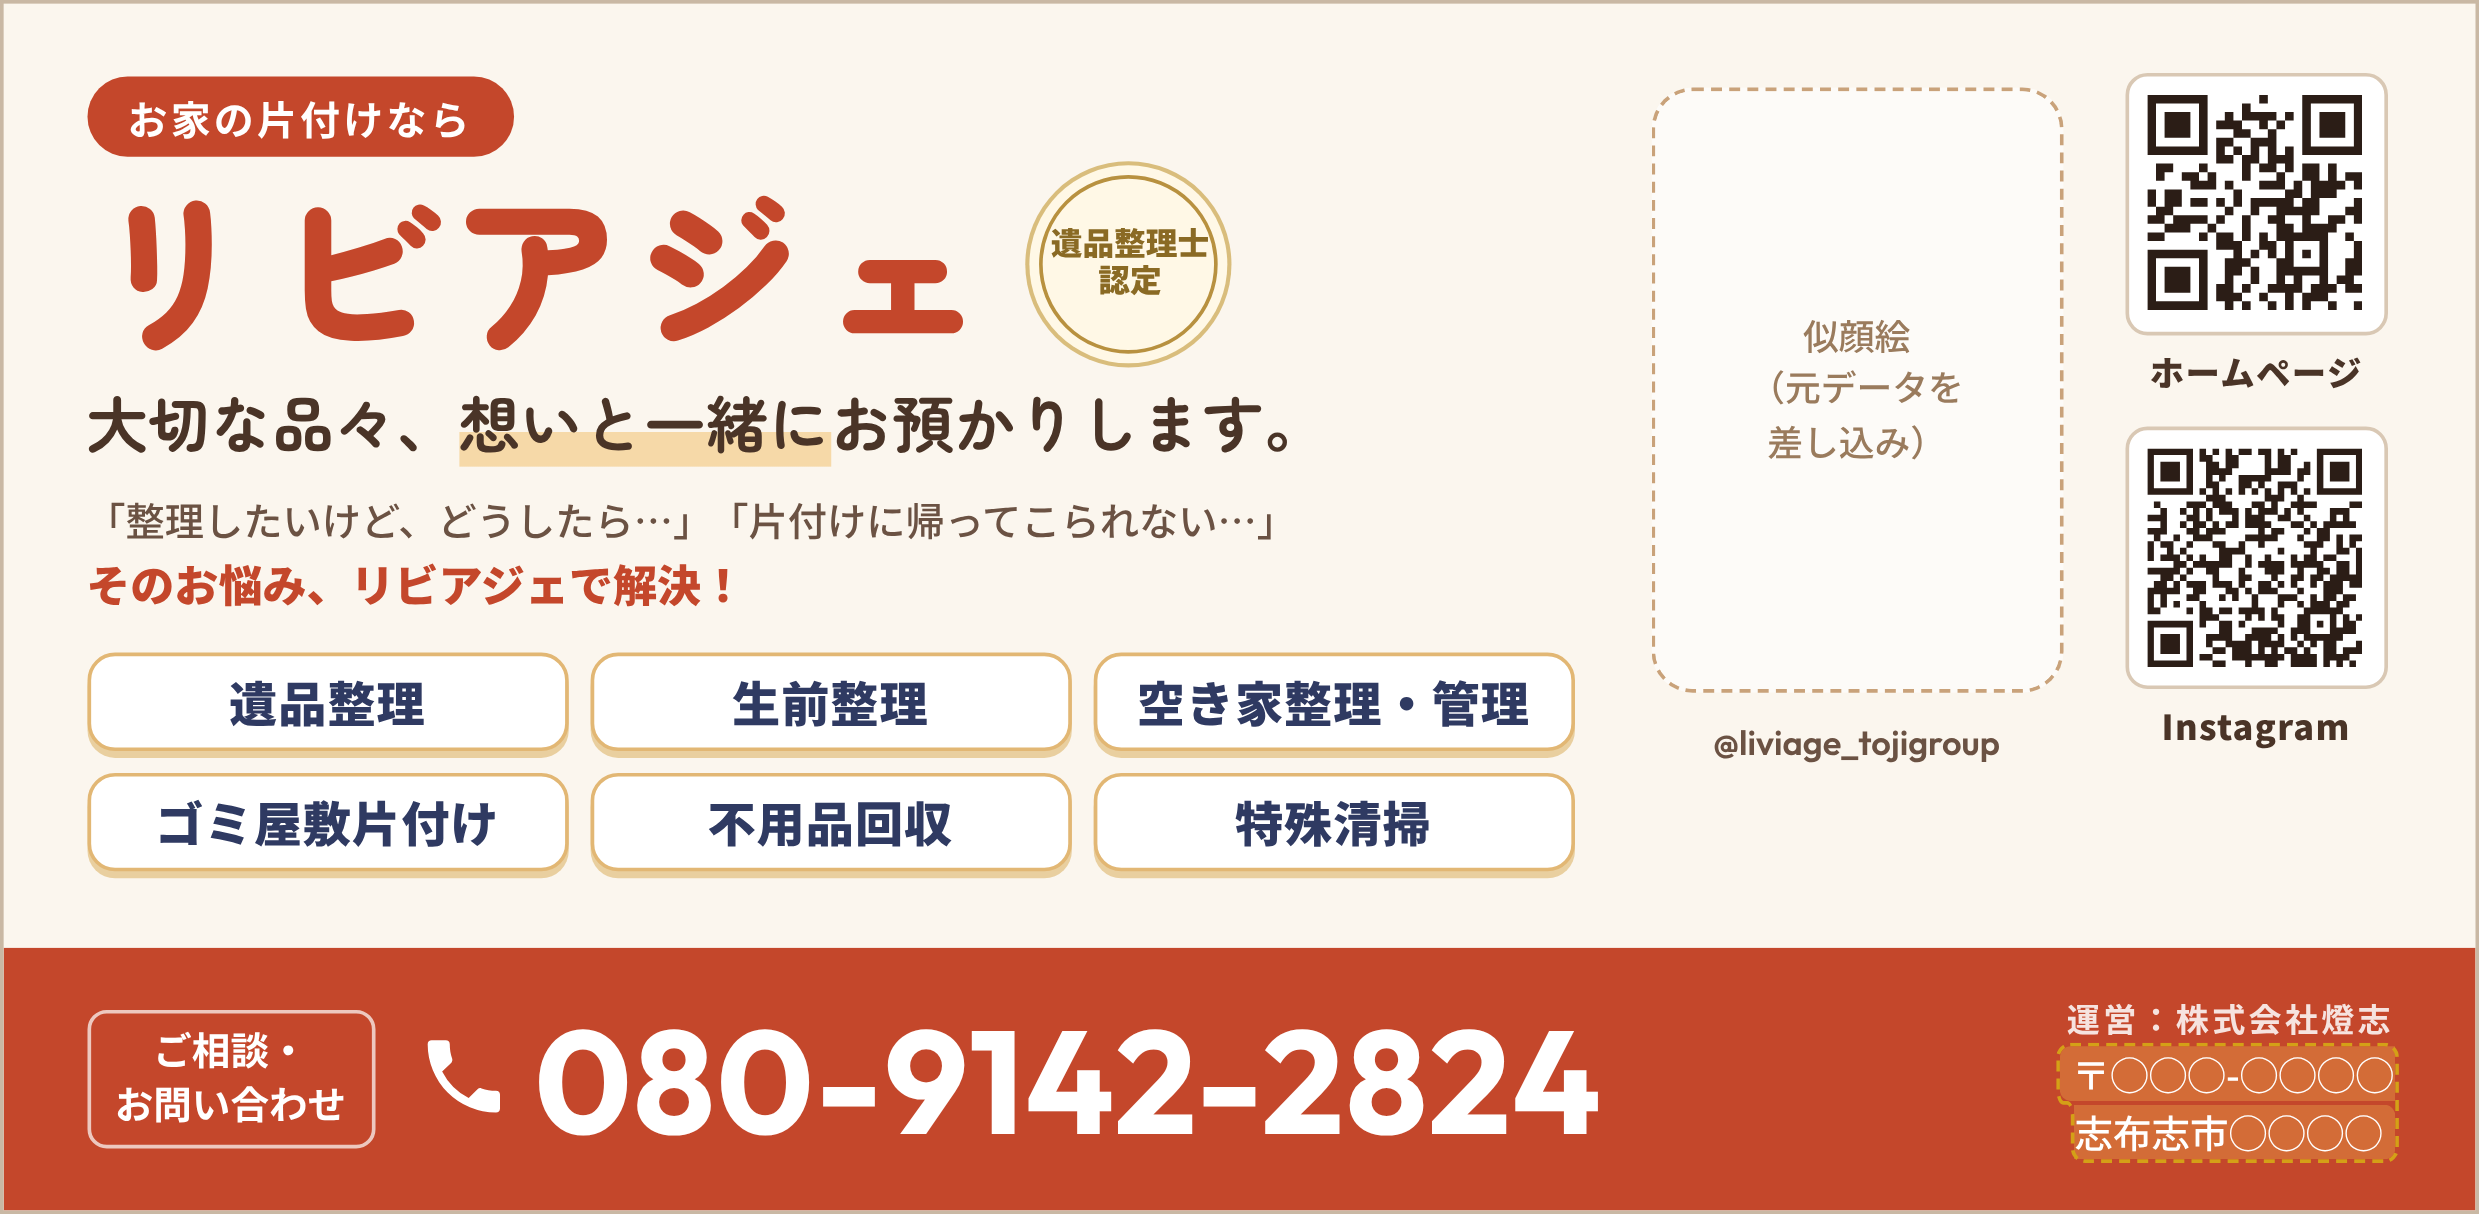 お家の片付けなら
リビアジェ
遺品整理士
認定
大切な品々、想いと一緒にお預かりします。
「整理したいけど、どうしたら…」「片付けに帰ってこられない…」
そのお悩み、リビアジェで解決！
遺品整理
生前整理
空き家整理・管理
ゴミ屋敷片付け
不用品回収
特殊清掃
似顔絵
（元データを
差し込み）
@liviage_tojigroup
ホームページ
Instagram
ご相談・
お問い合わせ
080-9142-2824
運営：株式会社燈志
〒◯◯◯-◯◯◯◯
志布志市◯◯◯◯